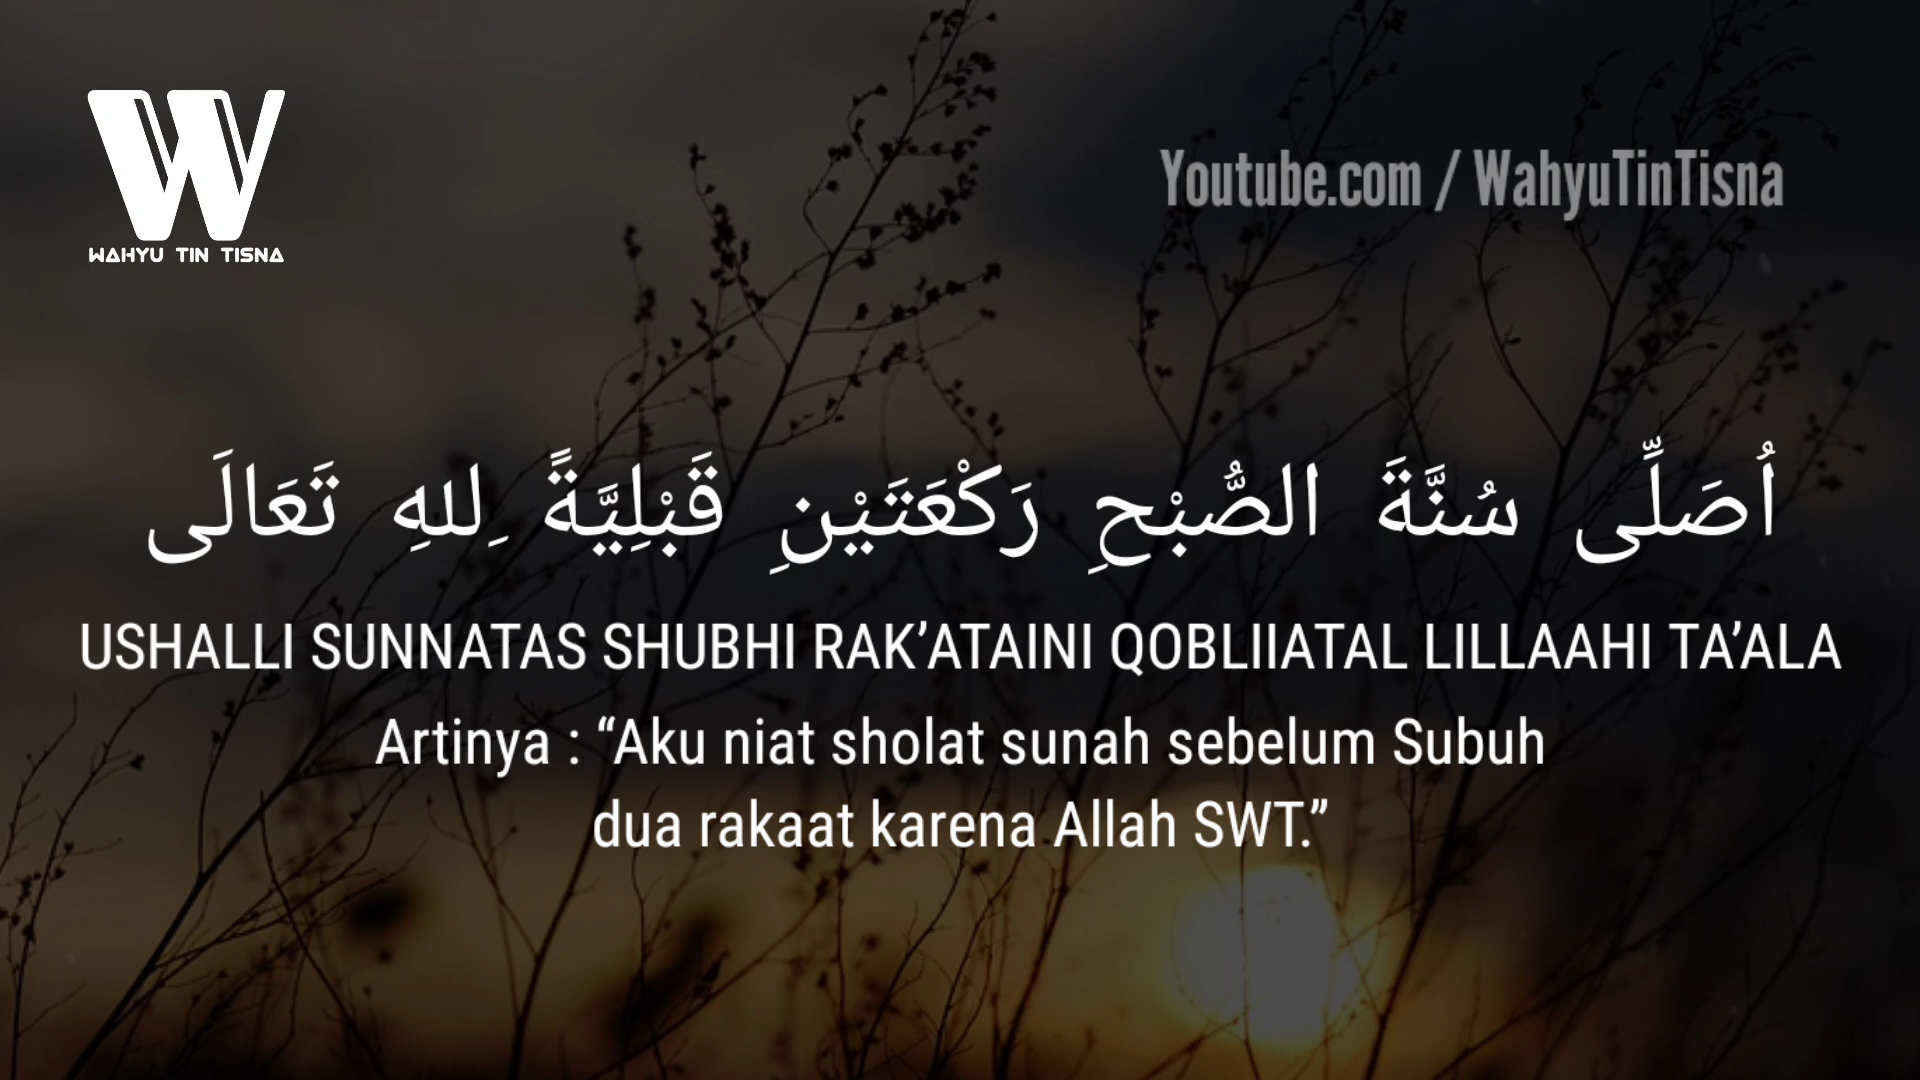 WAHYU TIN TISNA
Youtube.com / WahyuTinTisna
اُصَلِّى سُنَّةَ الصُّبْحِ رَكْعَتَيْنِ قَبْلِيَّةً ِللهِ تَعَالَى
USHALLI SUNNATAS SHUBHI RAK’ATAINI QOBLIIATAL LILLAAHI TA’ALA
Artinya : “Aku niat sholat sunah sebelum Subuh
dua rakaat karena Allah SWT.”